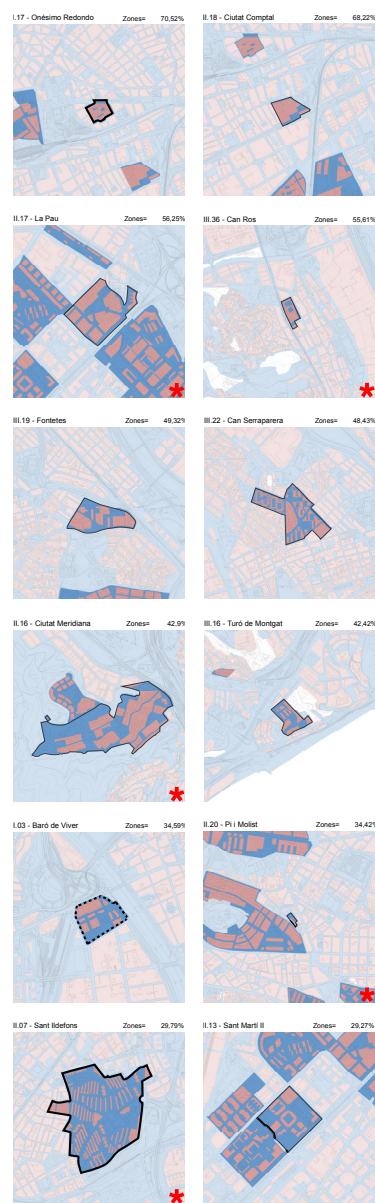 I.17 - Onésimo Redondo Zones= 70,52%
II.18 - Ciutat Comptal Zones= 68,22%
II.17 - La Pau Zones= 56,25%
III.36 - Can Ros Zones= 55,61%
III.19 - Fontetes Zones= 49,32%
III.22 - Can Serraparera Zones= 48,43%
II.16 - Ciutat Meridiana Zones= 42,9%
III.16 - Turó de Montgat Zones= 42,42%
I.03 - Baró de Viver Zones= 34,59%
II.20 - Pi i Molist Zones= 34,42%
II.07 - Sant Ildefons Zones= 29,79%
II.13 - Sant Martí II Zones= 29,27%